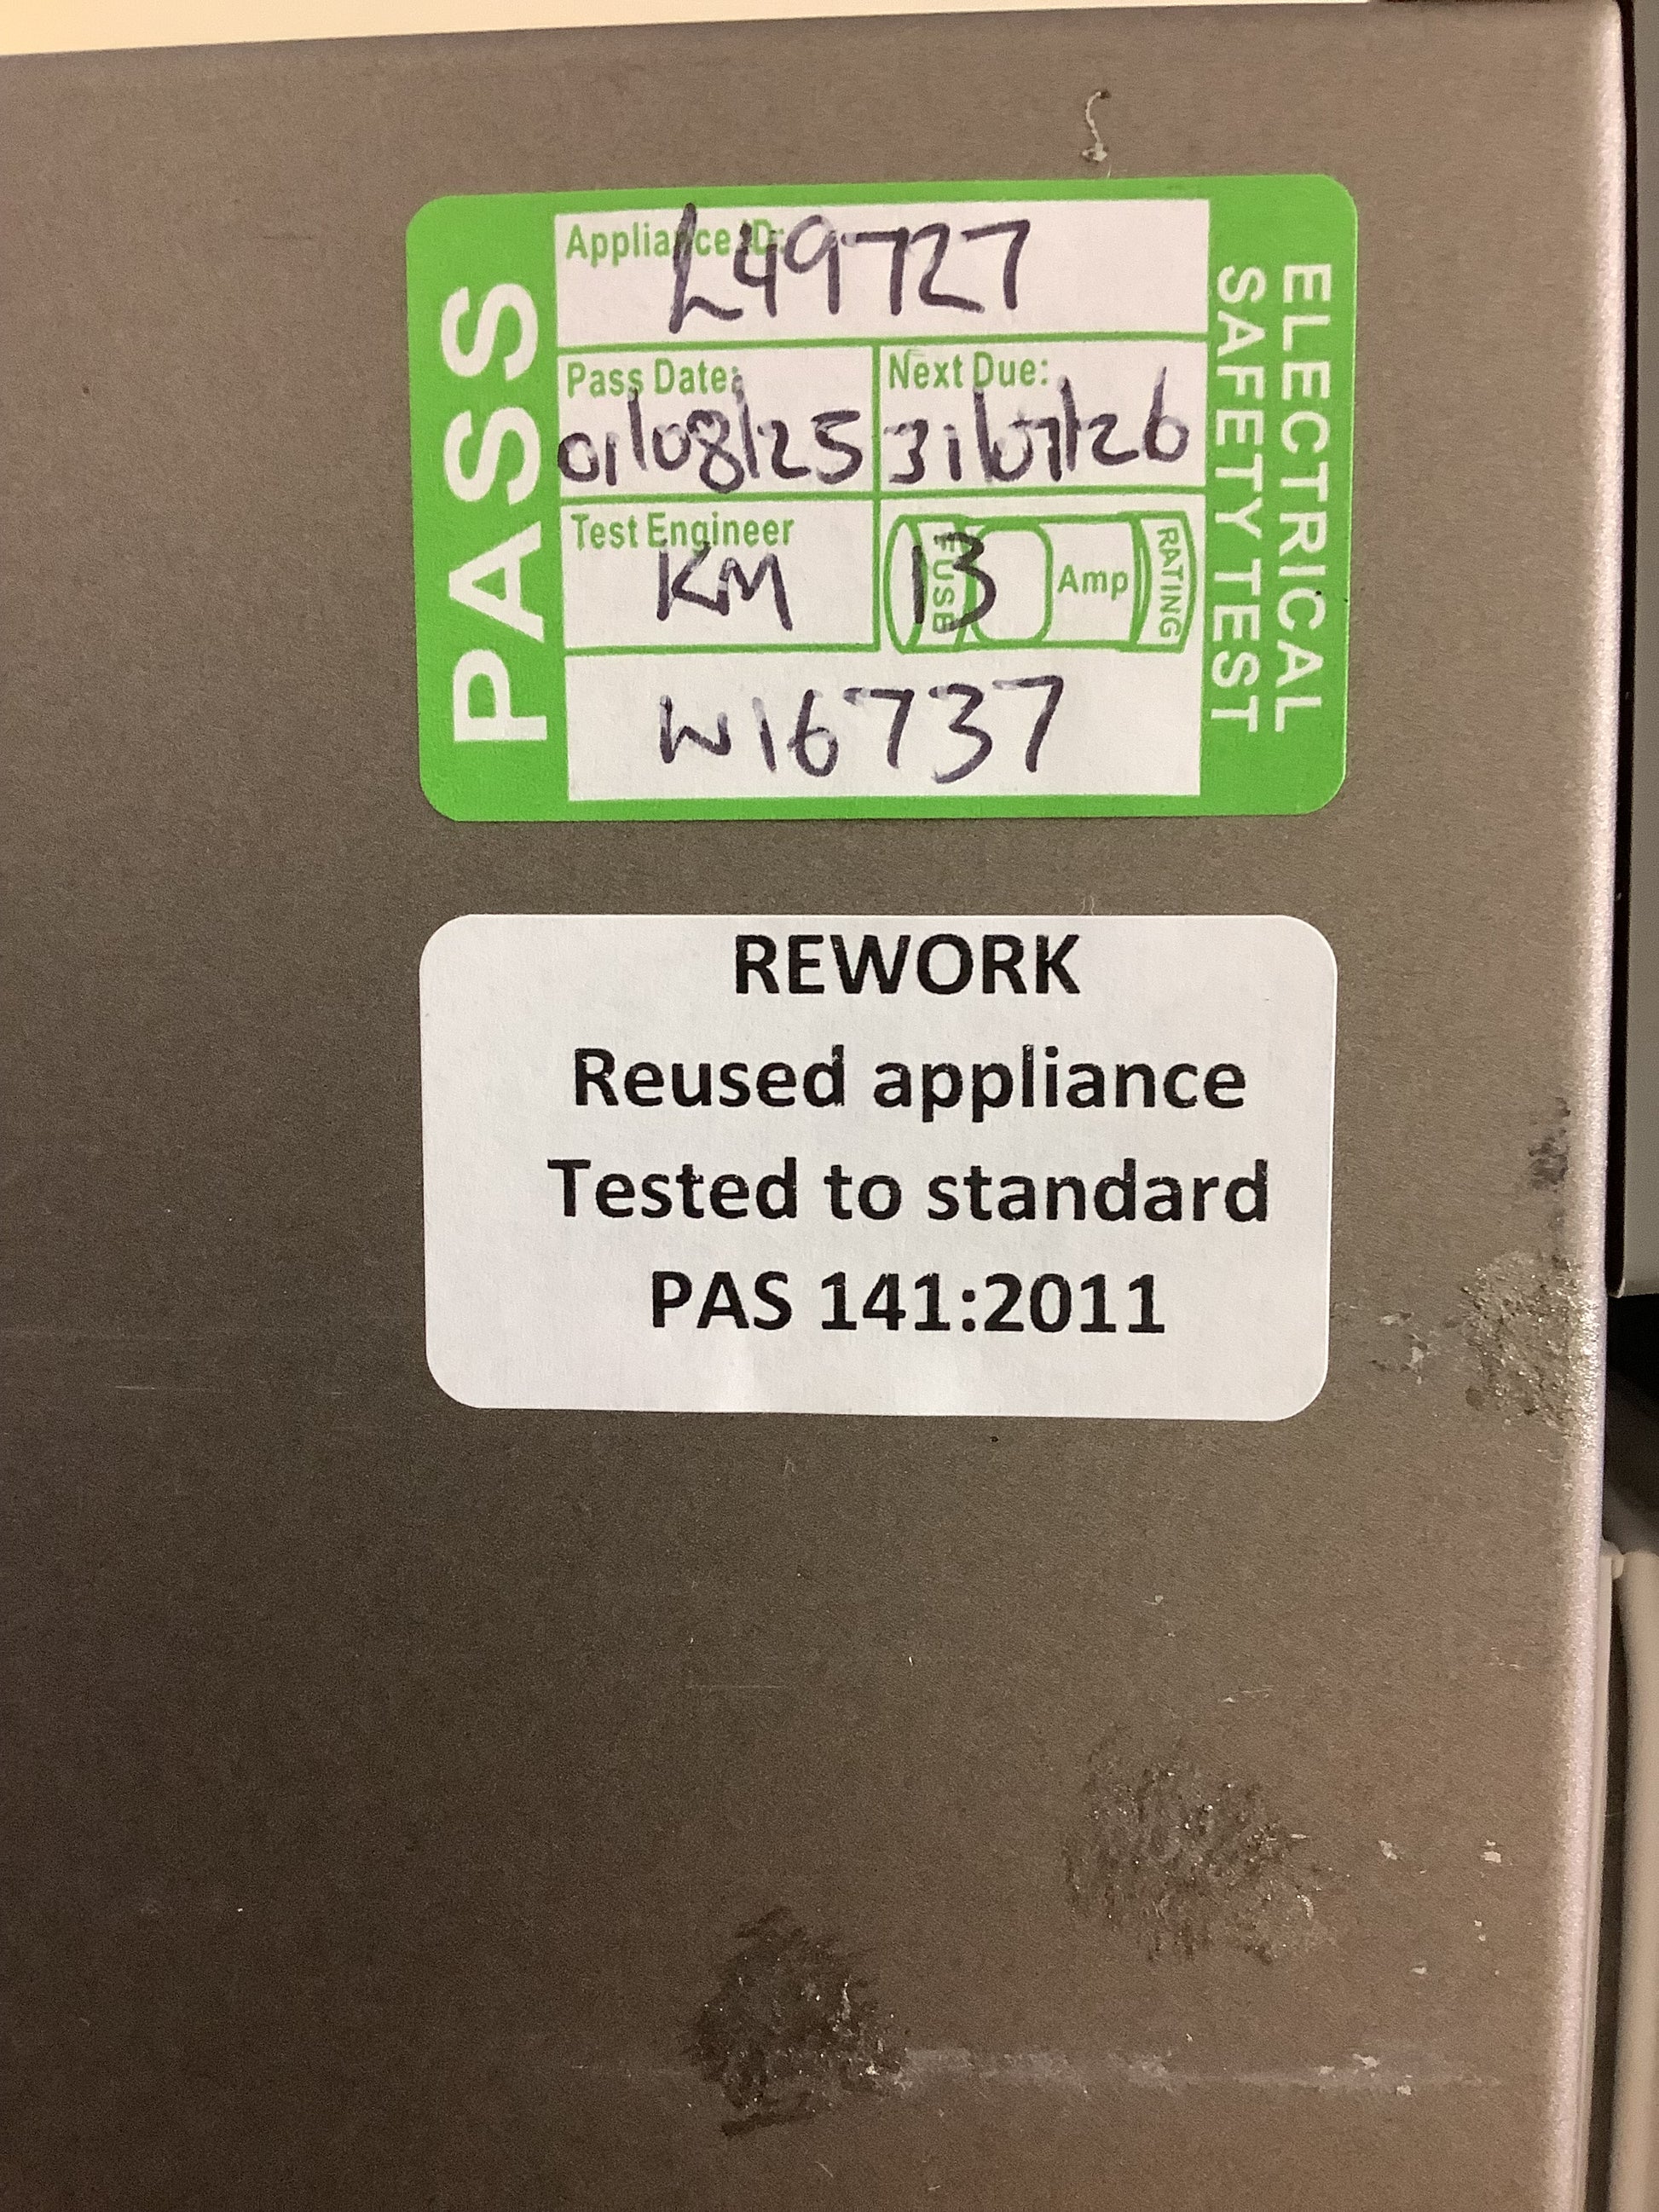 PASS
Appliance ID:
L49727
Pass Date:
01/08/25
Next Due:
31/07/26
Test Engineer
KM
FUSE
13
Amp
RATING
W16737
ELECTRICAL
SAFETY TEST
REWORK
Reused appliance
Tested to standard
PAS 141:2011